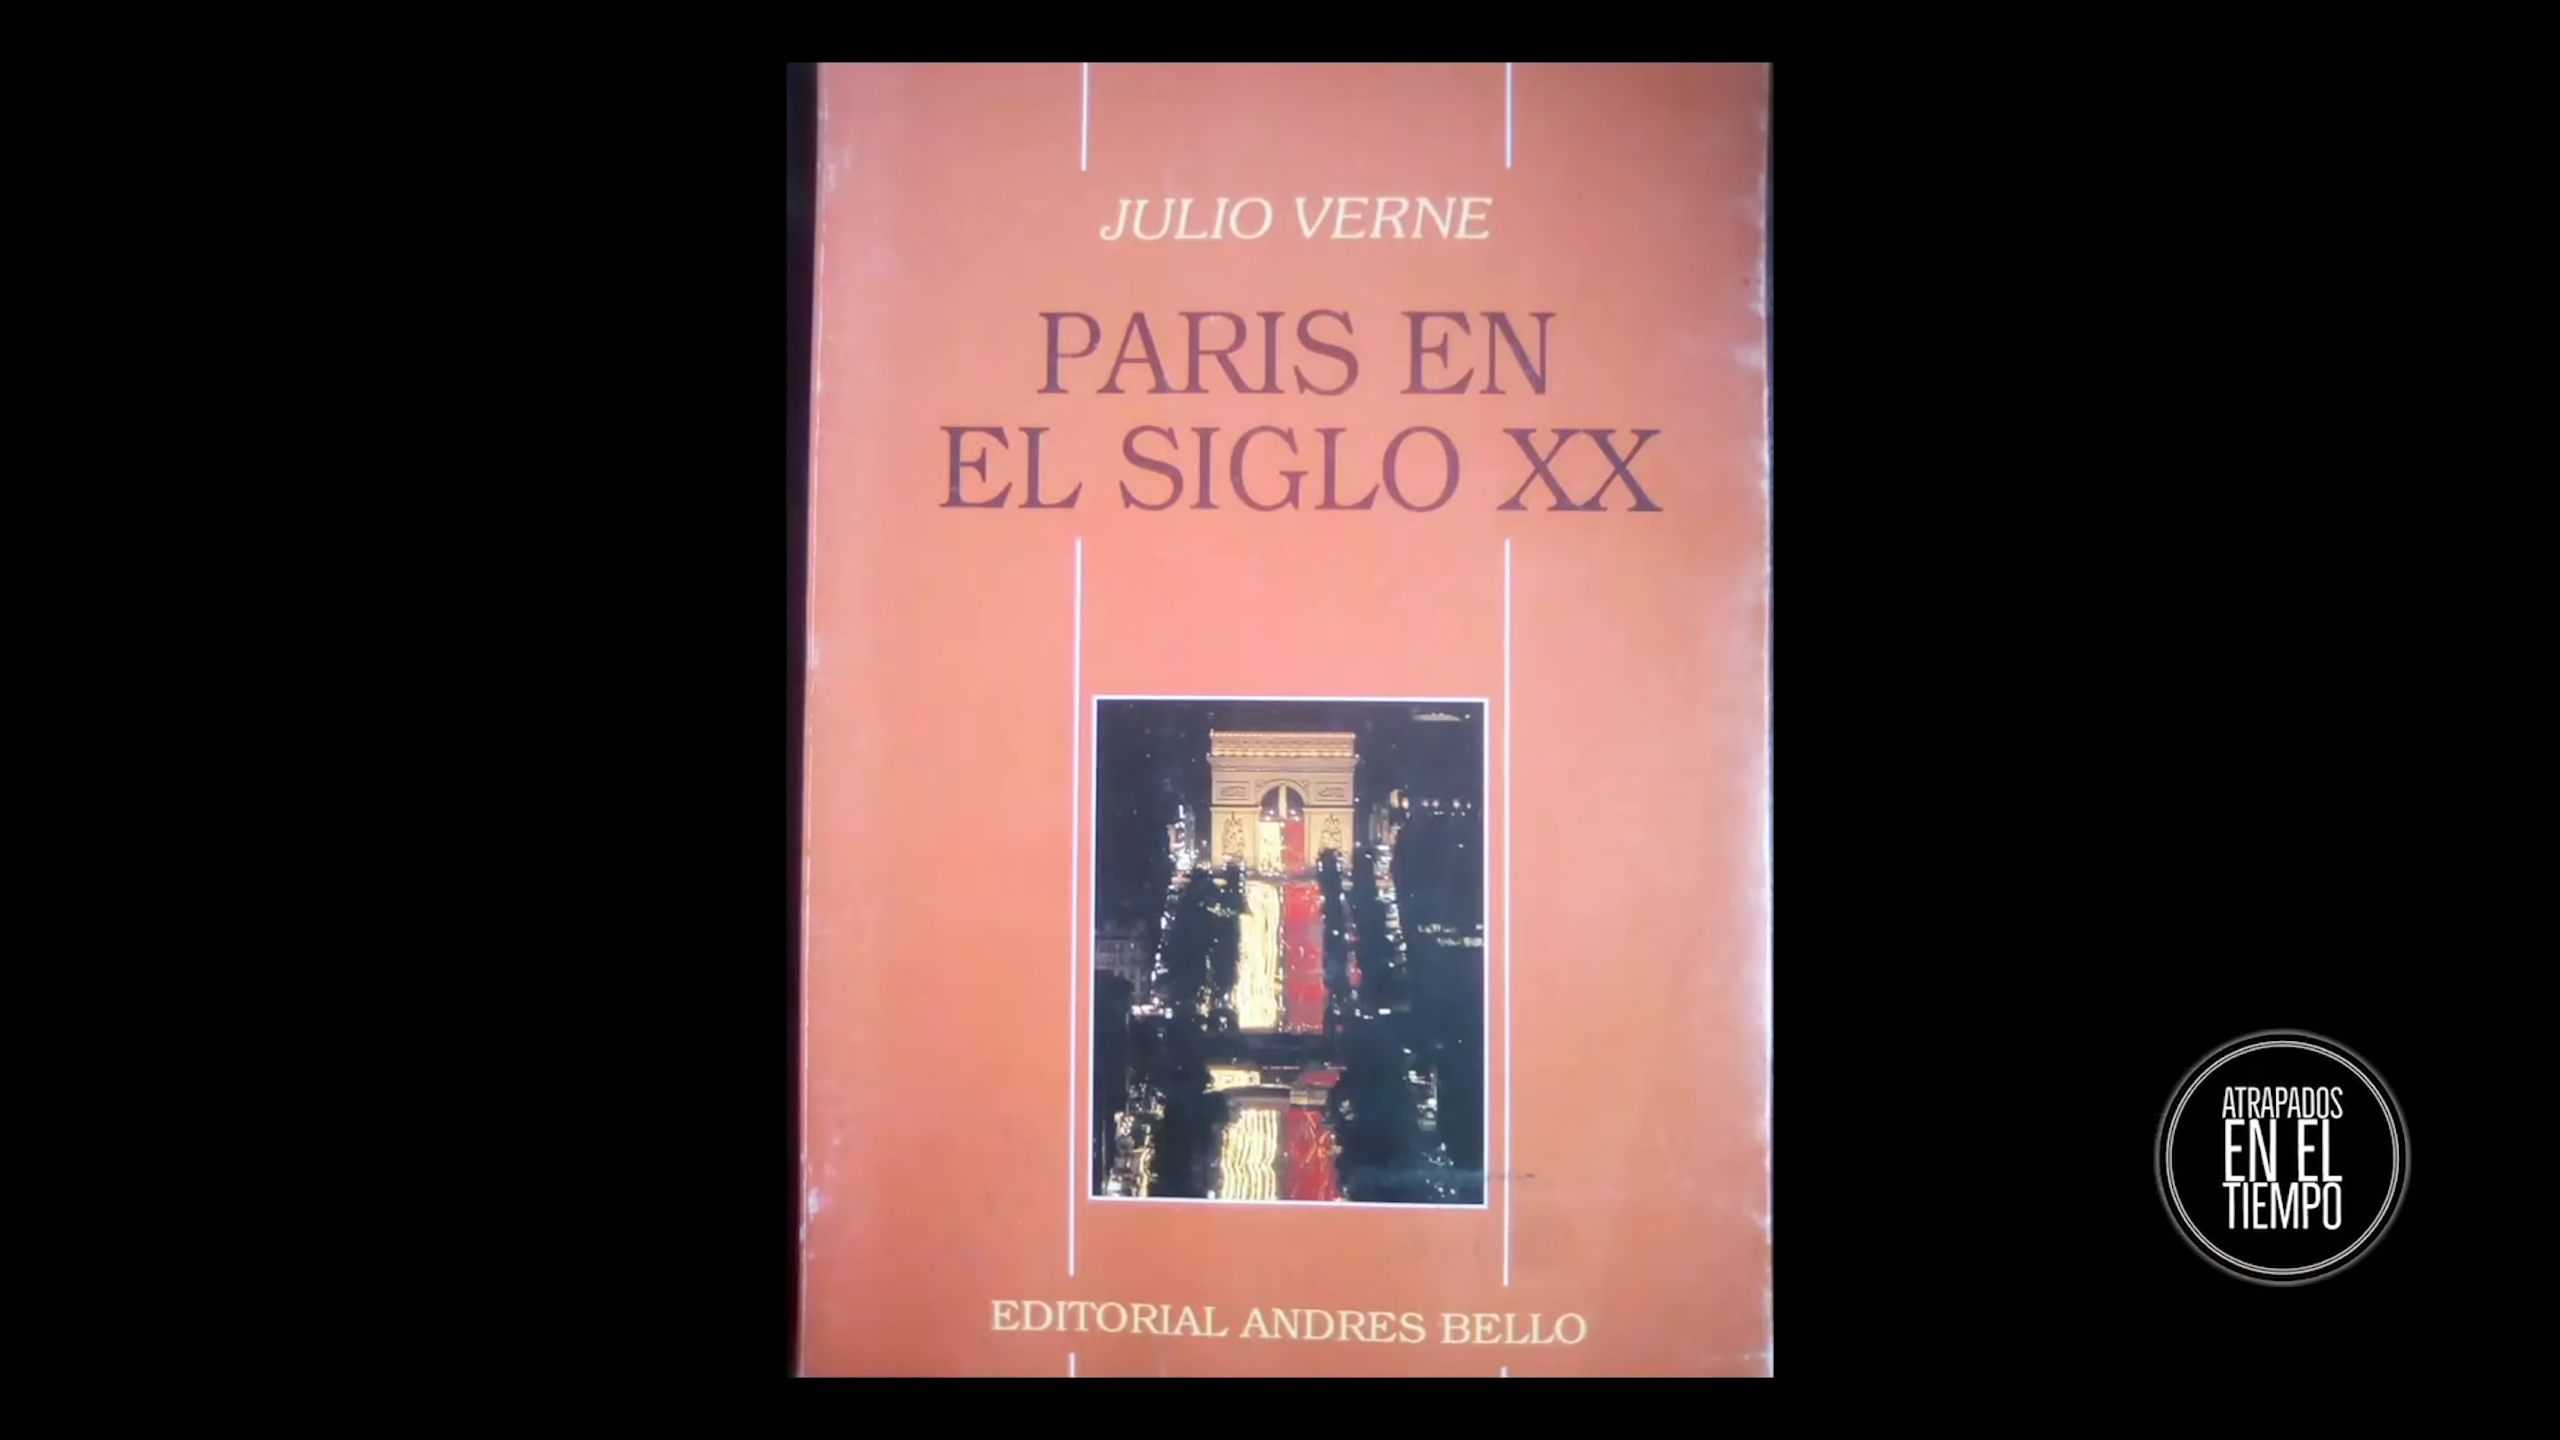 JULIO VERNE
PARIS EN
EL SIGLO XX
EDITORIAL ANDRES BELLO
ATRAPADOS
EN EL
TIEMPO